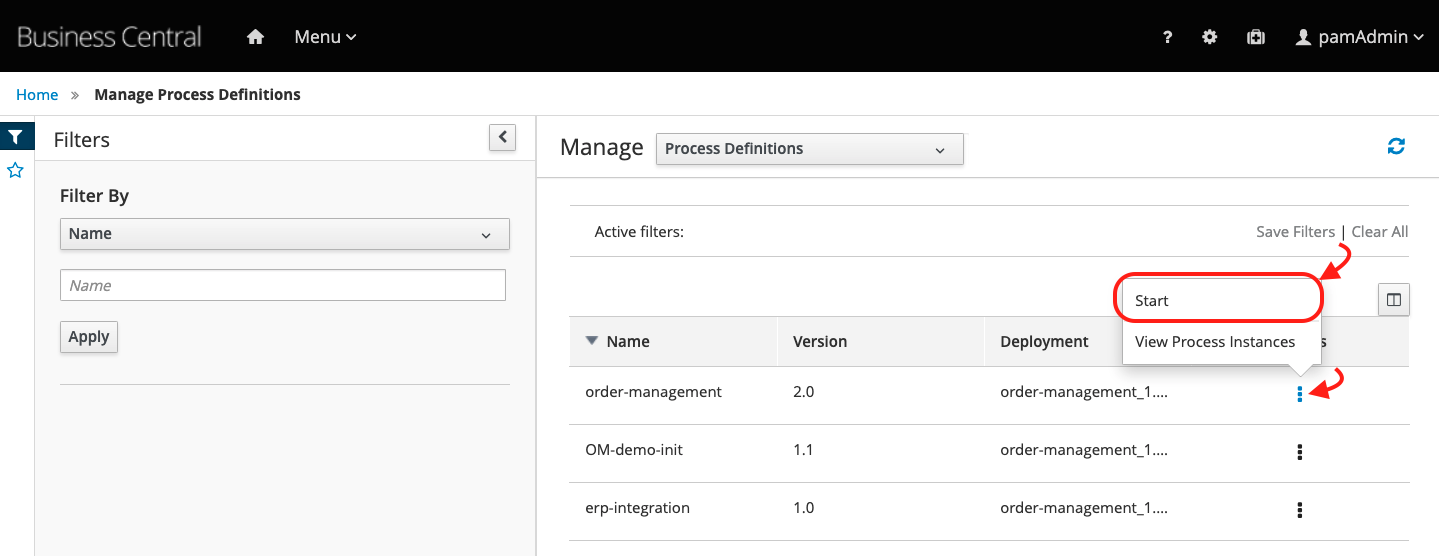 Business Central Menu ? pamAdmin
Home » Manage Process Definitions
Filters
Filter By
Name
Name
Apply
Manage Process Definitions
Active filters: Save Filters | Clear All
Start
View Process Instances
Name Version Deployment s
order-management 2.0 order-management_1....
OM-demo-init 1.1 order-management_1....
erp-integration 1.0 order-management_1....